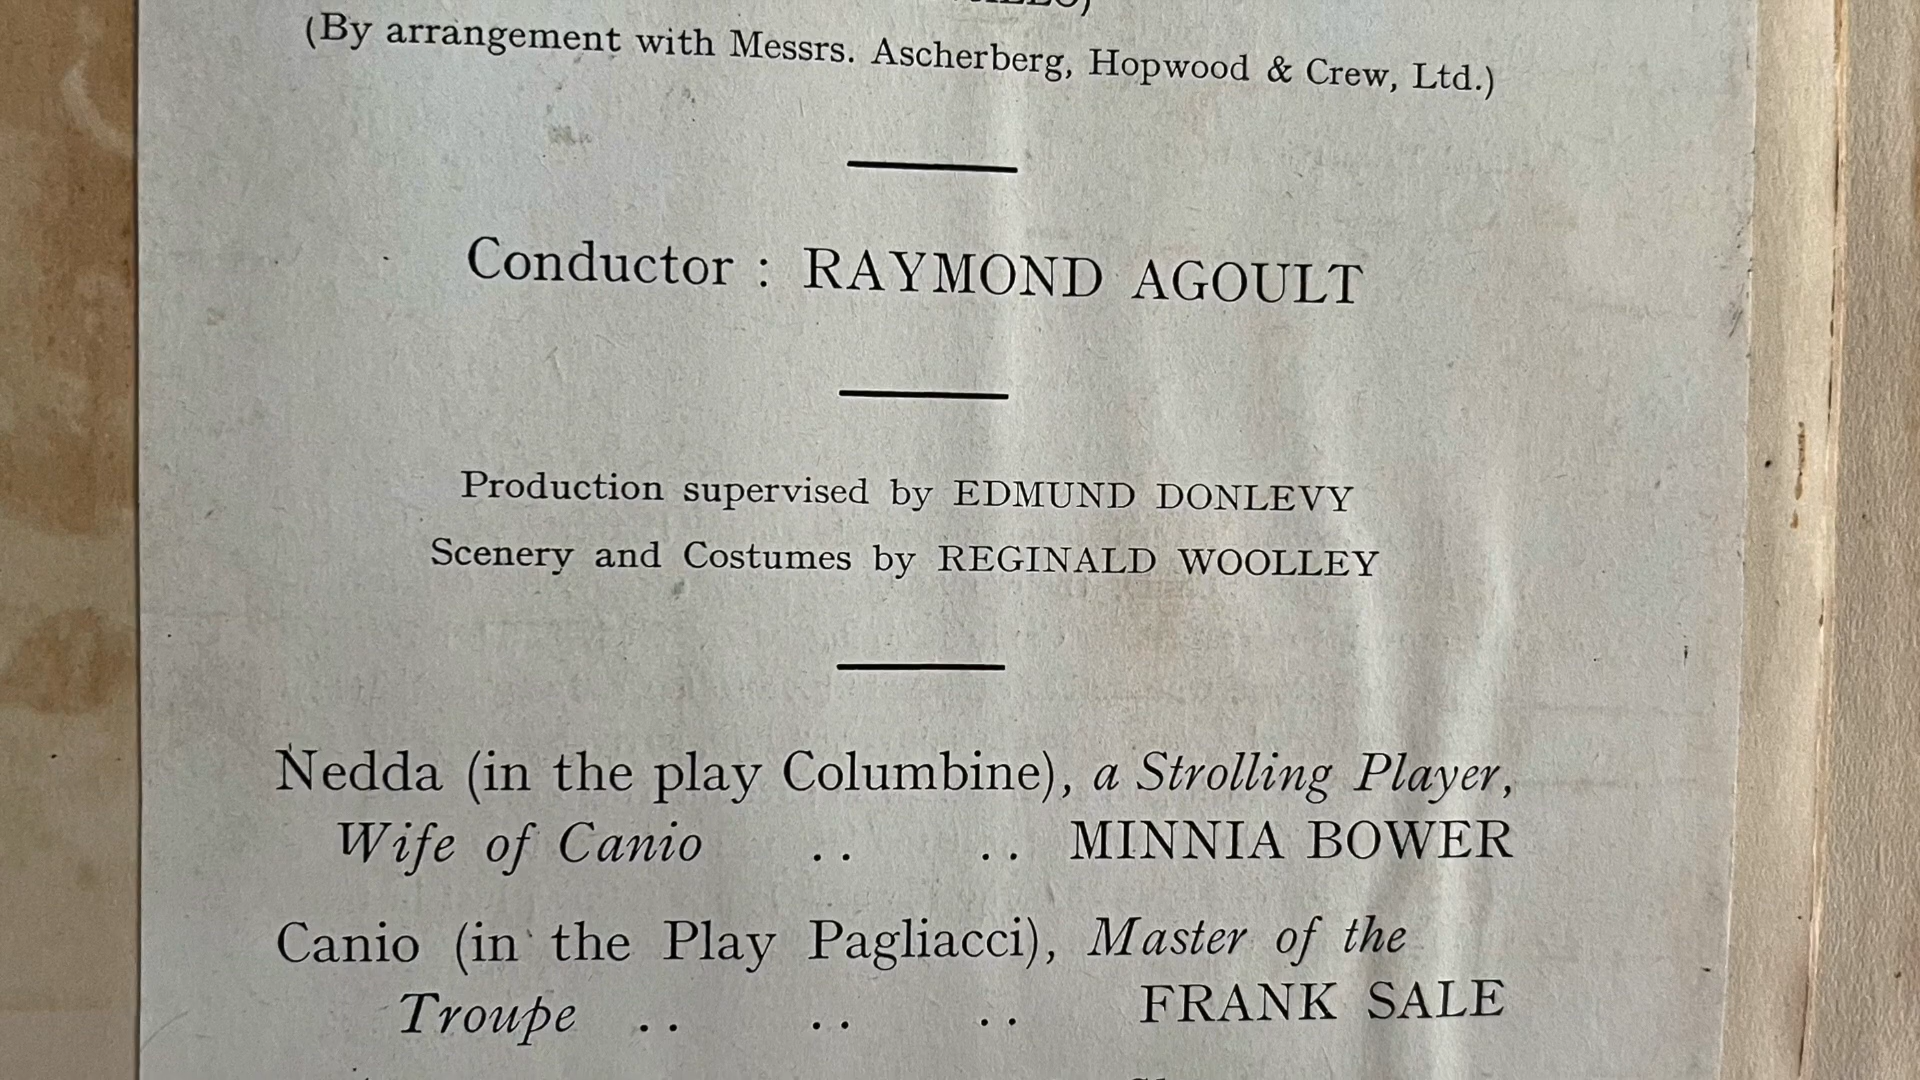 (By arrangement with Messrs. Ascherberg, Hopwood & Crew, Ltd.)
Conductor : RAYMOND AGOULT
Production supervised by EDMUND DONLEVY
Scenery and Costumes by REGINALD WOOLLEY
Nedda (in the play Columbine), a Strolling Player,
Wife of Canio .. .. MINNIA BOWER
Canio (in the Play Pagliacci), Master of the
Troupe .. .. .. FRANK SALE